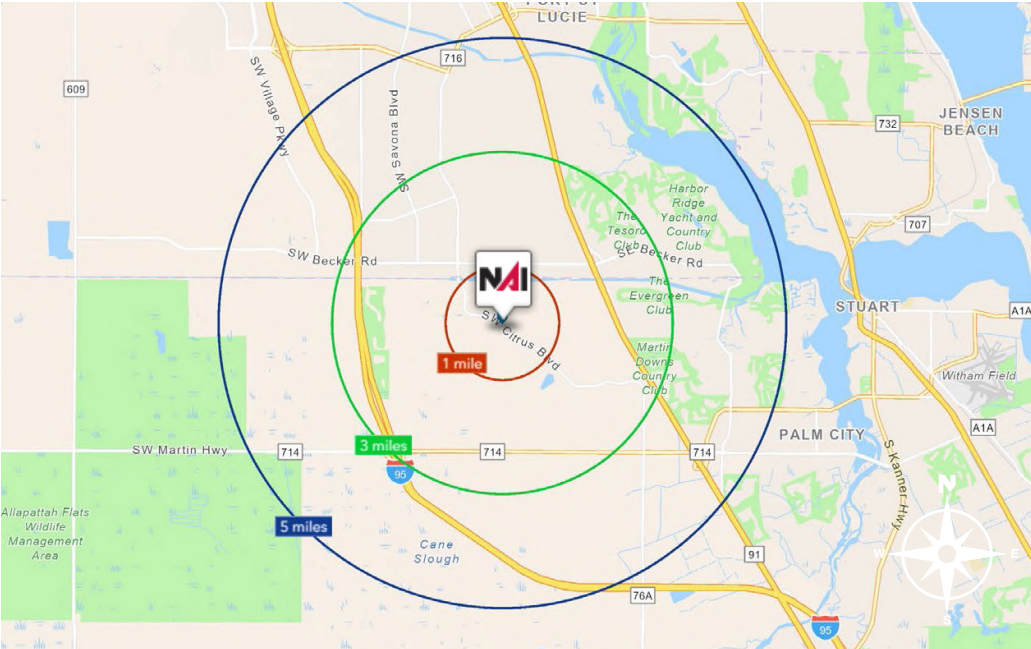 PORT ST
LUCIE
716
609
SW Village Pkwy
SW Savona Blvd
732
JENSEN
BEACH
Harbor
Ridge
Yacht and
Country
Club
The
Tesoro
Club
707
SW Becker Rd
SE Becker Rd
NAI
The
Evergreen
Club
STUART
A1A
SW Citrus Blvd
1 mile
Martin
Downs
Country
Club
Witham Field
A1A
PALM CITY
3 miles
SW Martin Hwy
714
714
714
95
S Kanner Hwy
N
W
E
S
Allapattah Flats
Wildlife
Management
Area
5 miles
Cane
Slough
91
76A
95